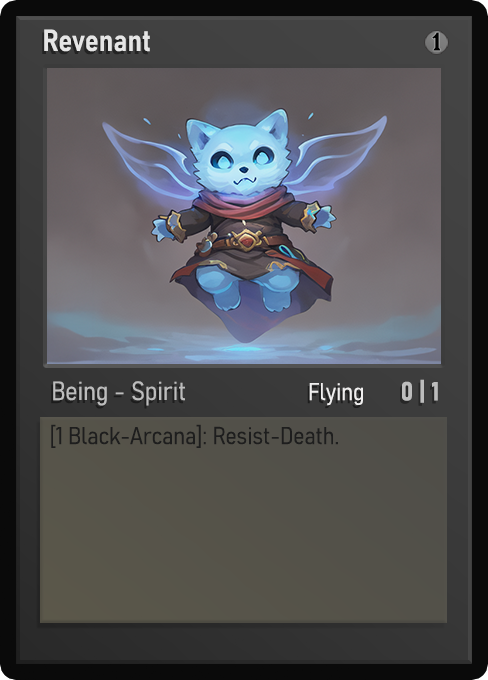 Revenant 1
Being - Spirit Flying 0|1
[1 Black-Arcana]: Resist-Death.